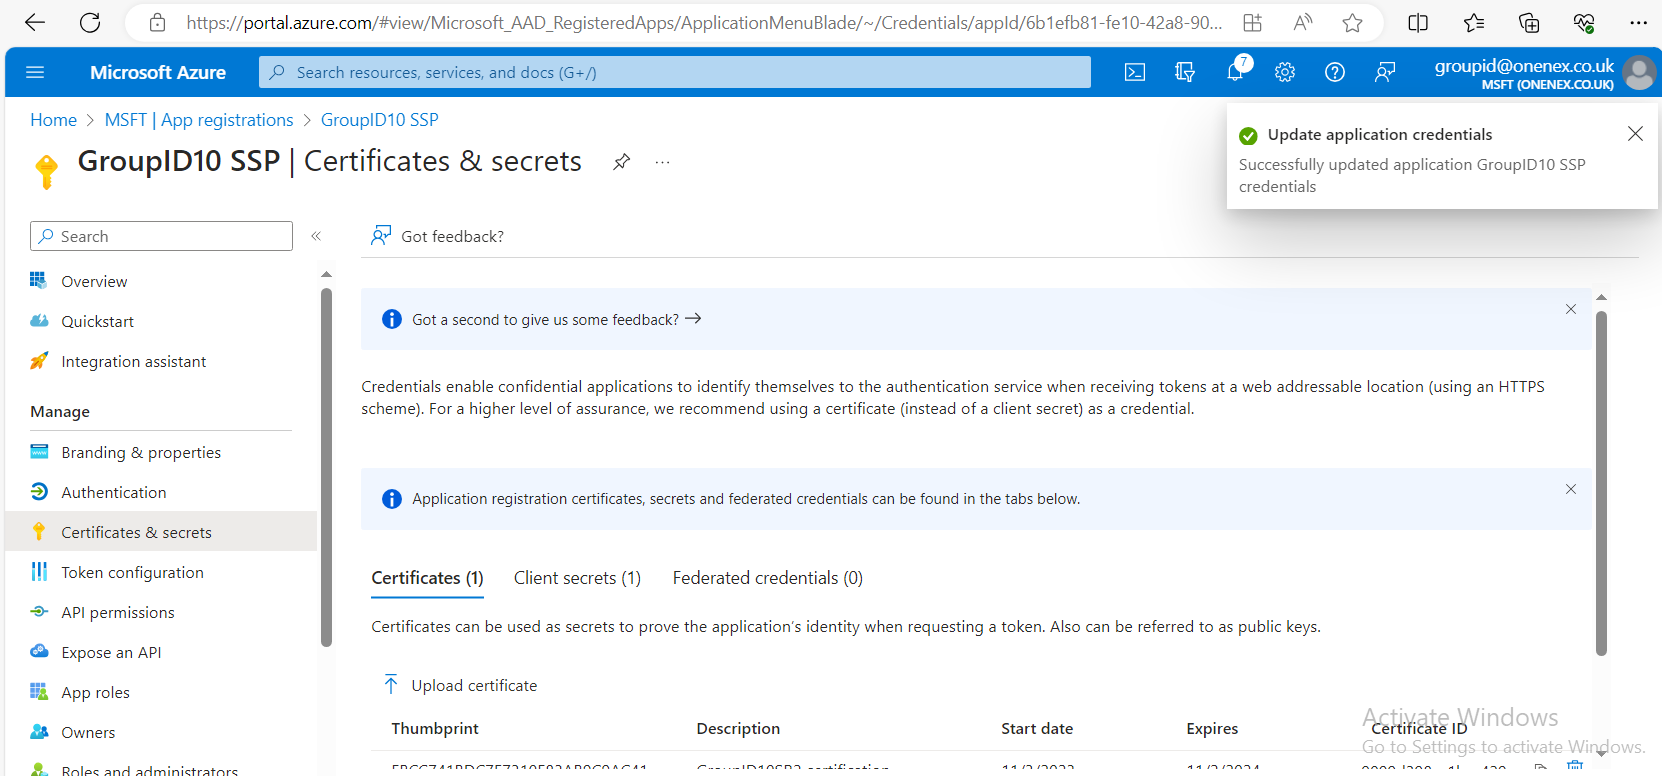 https://portal.azure.com/#view/Microsoft_AAD_RegisteredApps/ApplicationMenuBlade/~/Credentials/appId/6b1efb81-fe10-42a8-90...
Microsoft Azure
Search resources, services, and docs (G+/)
7
groupid@onenex.co.uk
MSFT (ONENEX.CO.UK)
Home > MSFT | App registrations > GroupID10 SSP
GroupID10 SSP | Certificates & secrets
...
Update application credentials
Successfully updated application GroupID10 SSP
credentials
Search
«
Got feedback?
Overview
Quickstart
Integration assistant
Manage
Branding & properties
Authentication
Certificates & secrets
Token configuration
API permissions
Expose an API
App roles
Owners
Roles and administrators
Got a second to give us some feedback? →
Credentials enable confidential applications to identify themselves to the authentication service when receiving tokens at a web addressable location (using an HTTPS
scheme). For a higher level of assurance, we recommend using a certificate (instead of a client secret) as a credential.
Application registration certificates, secrets and federated credentials can be found in the tabs below.
Certificates (1) Client secrets (1) Federated credentials (0)
Certificates can be used as secrets to prove the application's identity when requesting a token. Also can be referred to as public keys.
Upload certificate
Thumbprint Description Start date Expires Certificate ID
Activate Windows
Go to Settings to activate Windows.